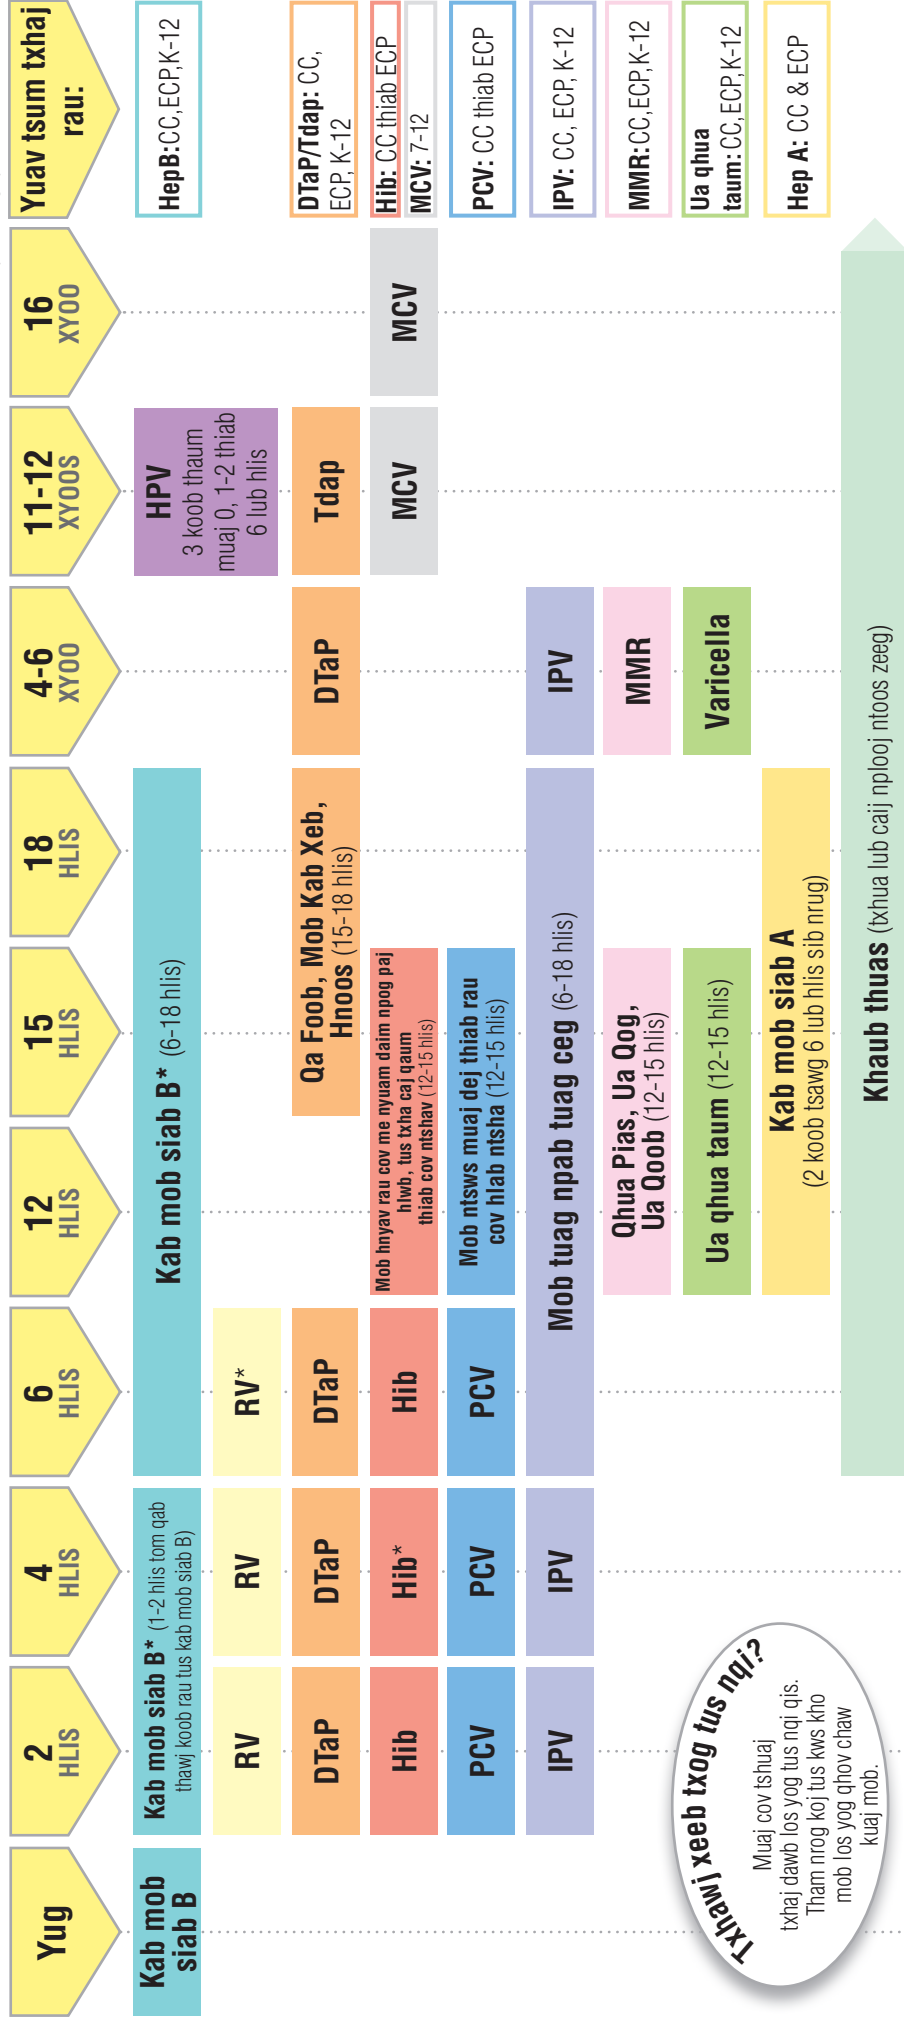 Yug
2
HLIS
4
HLIS
6
HLIS
12
HLIS
15
HLIS
18
HLIS
4-6
XYOO
11-12
XYOOS
16
XYOO
Yuav tsum txhaj
rau:
Kab mob
siab B
Kab mob siab B* (1-2 hlis tom qab
thawj koob rau tus kab mob siab B)
Kab mob siab B* (6-18 hlis)
HPV
3 koob thaum
muaj 0, 1-2 thiab
6 lub hlis
HepB: CC, ECP, K-12
RV
RV
RV*
DTaP
DTaP
DTaP
Qa Foob, Mob Kab Xeb,
Hnoos (15-18 hlis)
DTaP
Tdap
DTaP/Tdap: CC,
ECP, K-12
Hib
Hib*
Hib
Mob hnyav rau cov me nyuam daim npog paj
hlwb, tus txha caj qaum
thiab cov ntshav (12-15 hlis)
MCV
MCV
Hib: CC thiab ECP
MCV: 7-12
PCV
PCV
PCV
Mob ntsws muaj dej thiab rau
cov hlab ntsha (12-15 hlis)
PCV: CC thiab ECP
IPV
IPV
Mob tuag npab tuag ceg (6-18 hlis)
IPV
IPV: CC, ECP, K-12
Qhua Pias, Ua Qog,
Ua Qoob (12-15 hlis)
MMR
MMR: CC, ECP, K-12
Ua qhua taum (12-15 hlis)
Varicella
Ua qhua
taum: CC, ECP, K-12
Kab mob siab A
(2 koob tsawg 6 lub hlis sib nrug)
Hep A: CC & ECP
Khaub thuas (txhua lub caij nplooj ntoos zeeg)
Txhawj xeeb txog tus nqi?
Muaj cov tshuaj
txhaj dawb los yog tus nqi qis.
Tham nrog koj tus kws kho
mob los yog qhov chaw
kuaj mob.